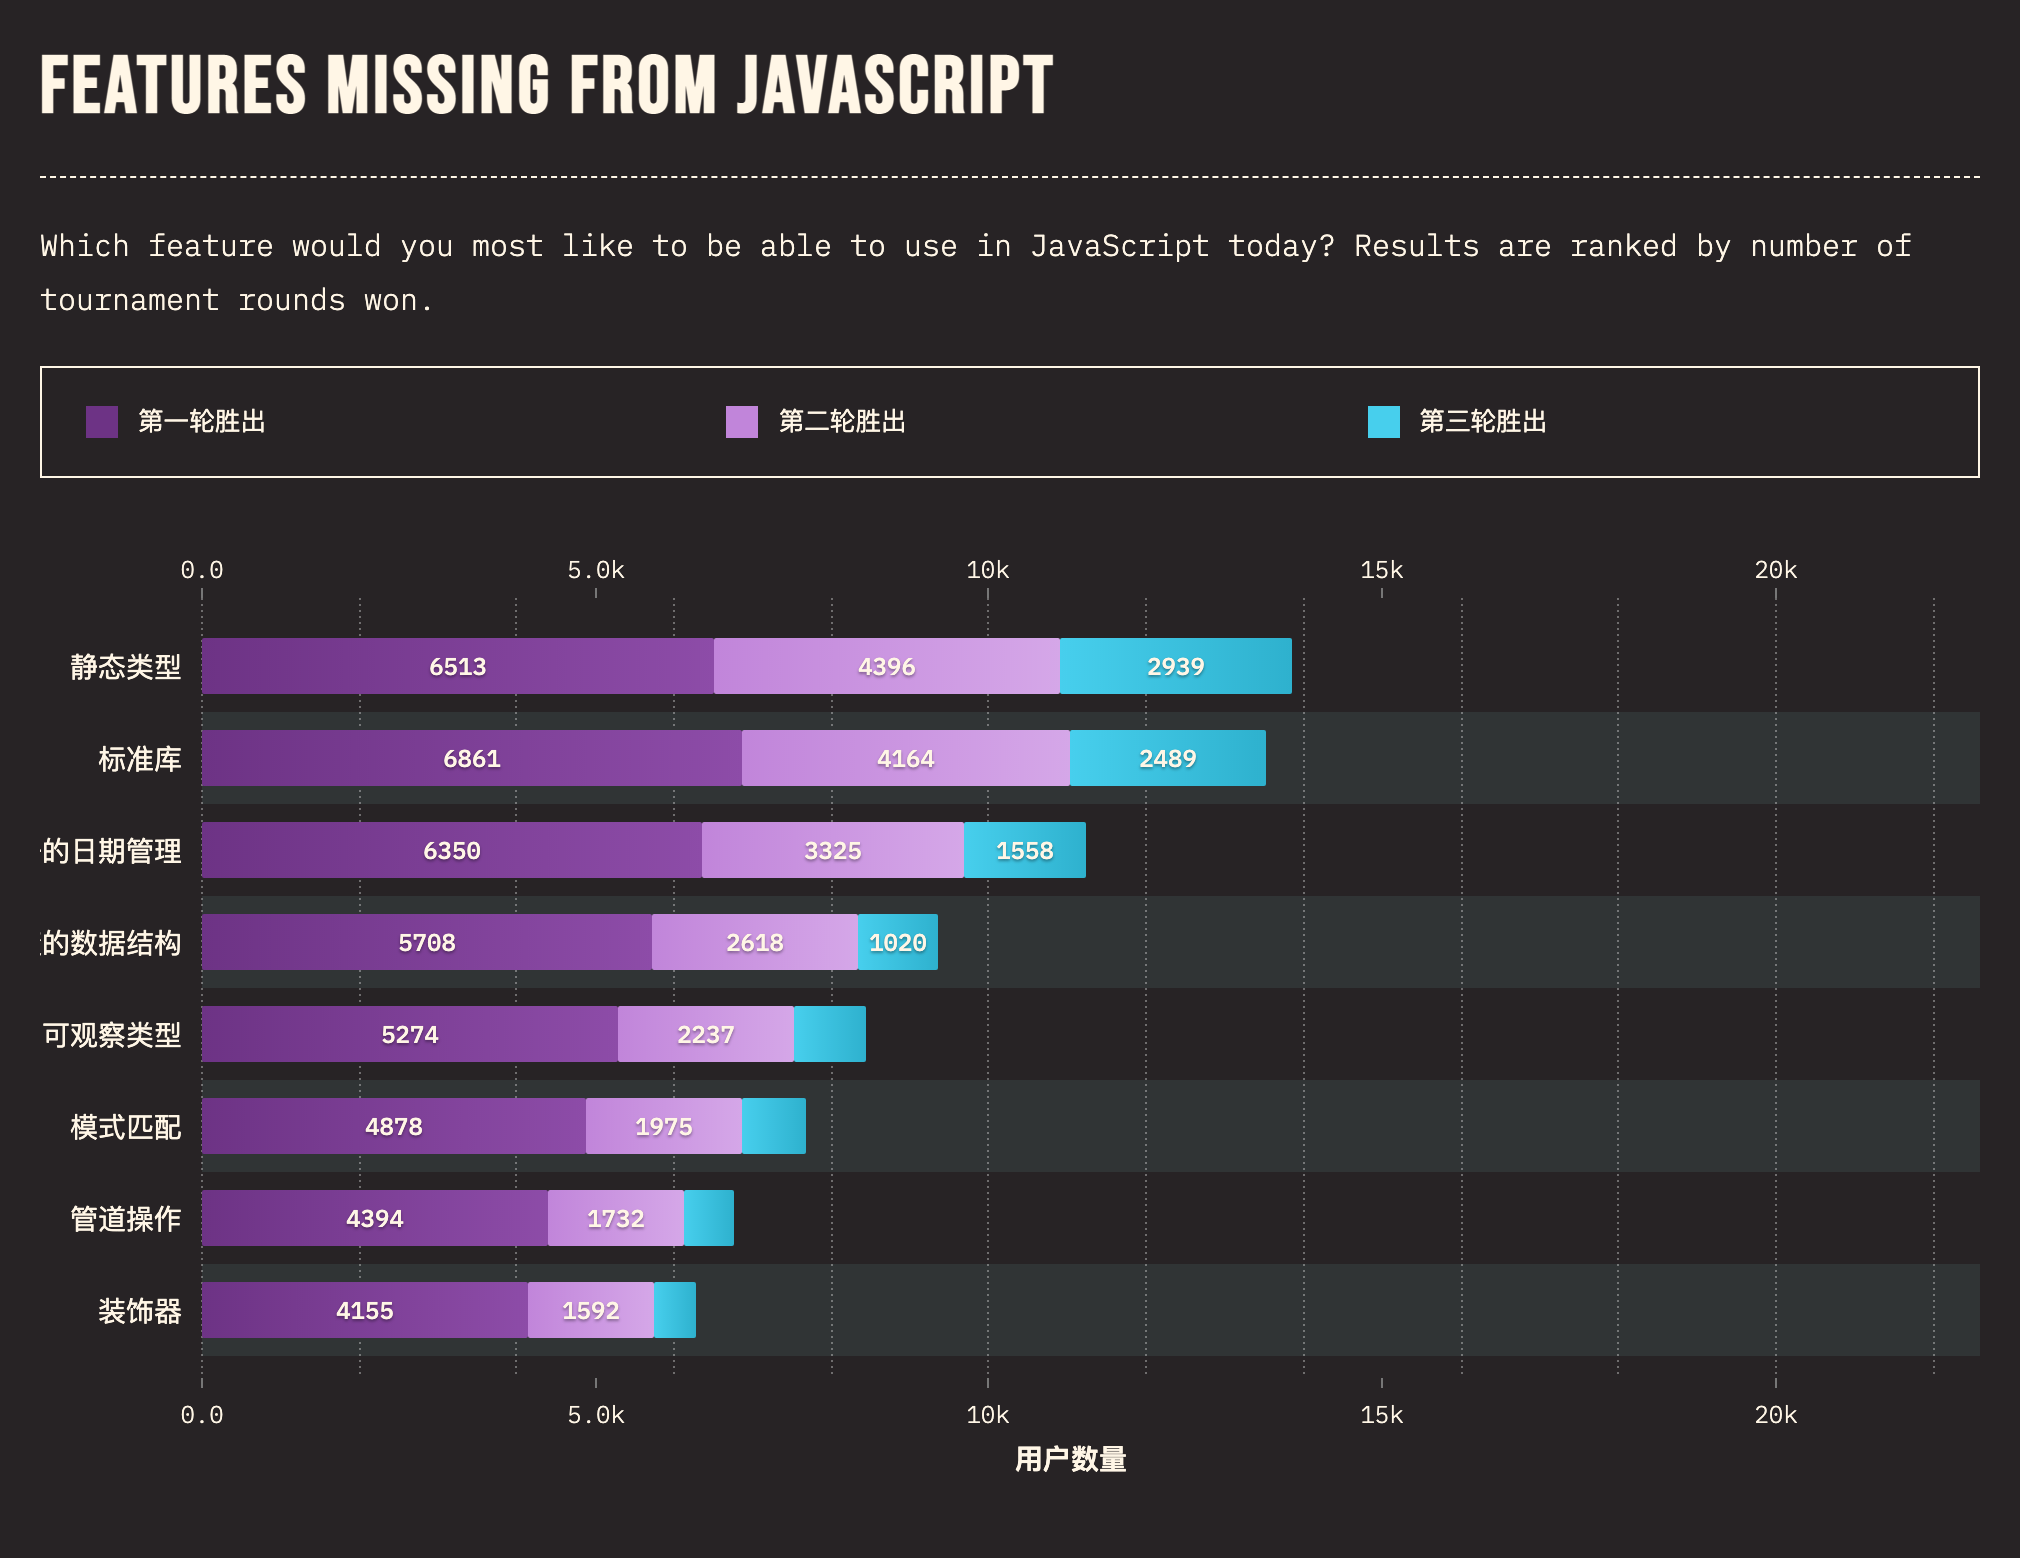 FEATURES MISSING FROM JAVASCRIPT
Which feature would you most like to be able to use in JavaScript today? Results are ranked by number of
tournament rounds won.
第一轮胜出 第二轮胜出 第三轮胜出
0.0 5.0k 10k 15k 20k
静态类型 6513 4396 2939
标准库 6861 4164 2489
的日期管理 6350 3325 1558
的数据结构 5708 2618 1020
可观察类型 5274 2237
模式匹配 4878 1975
管道操作 4394 1732
装饰器 4155 1592
0.0 5.0k 10k 15k 20k
用户数量